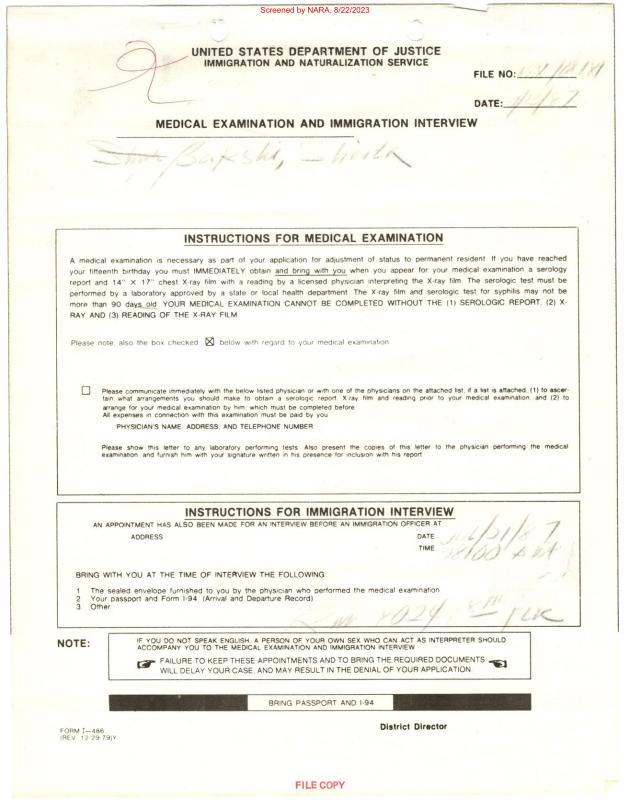 Screened by NARA, 8/22/2023
UNITED STATES DEPARTMENT OF JUSTICE
IMMIGRATION AND NATURALIZATION SERVICE
FILE NO:
DATE:
MEDICAL EXAMINATION AND IMMIGRATION INTERVIEW
Bakshi,
INSTRUCTIONS FOR MEDICAL EXAMINATION
A medical examination is necessary as part of your application for adjustment of status to permanent resident. If you have reached
your fifteenth birthday you must IMMEDIATELY obtain and bring with you when you appear for your medical examination a serology
report and 14" X 17" chest X-ray film with a reading by a licensed physician interpreting the X-ray film. The serologic test must be
performed by a laboratory approved by a state or local health department. The X-ray film and serologic test for syphilis may not be
more than 90 days old. YOUR MEDICAL EXAMINATION CANNOT BE COMPLETED WITHOUT THE (1) SEROLOGIC REPORT, (2) X-
RAY AND (3) READING OF THE X-RAY FILM
Please note, also the box checked ☒ below with regard to your medical examination
☐ Please communicate immediately with the below listed physician or with one of the physicians on the attached list, if a list is attached, (1) to ascer-
tain what arrangements you should make to obtain a serologic report, X-ray film and reading prior to your medical examination, and (2) to
arrange for your medical examination by him, which must be completed before
All expenses in connection with this examination must be paid by you
PHYSICIAN'S NAME, ADDRESS, AND TELEPHONE NUMBER
Please show this letter to any laboratory performing tests. Also present the copies of this letter to the physician performing the medical
examination, and furnish him with your signature written in his presence for inclusion with his report
INSTRUCTIONS FOR IMMIGRATION INTERVIEW
AN APPOINTMENT HAS ALSO BEEN MADE FOR AN INTERVIEW BEFORE AN IMMIGRATION OFFICER AT
ADDRESS DATE
TIME
BRING WITH YOU AT THE TIME OF INTERVIEW THE FOLLOWING
1 The sealed envelope furnished to you by the physician who performed the medical examination
2 Your passport and Form I-94 (Arrival and Departure Record)
3 Other
NOTE:
IF YOU DO NOT SPEAK ENGLISH, A PERSON OF YOUR OWN SEX WHO CAN ACT AS INTERPRETER SHOULD
ACCOMPANY YOU TO THE MEDICAL EXAMINATION AND IMMIGRATION INTERVIEW
FAILURE TO KEEP THESE APPOINTMENTS AND TO BRING THE REQUIRED DOCUMENTS
WILL DELAY YOUR CASE, AND MAY RESULT IN THE DENIAL OF YOUR APPLICATION
BRING PASSPORT AND I-94
FORM I—486
(REV. 12-29-79)Y
District Director
FILE COPY